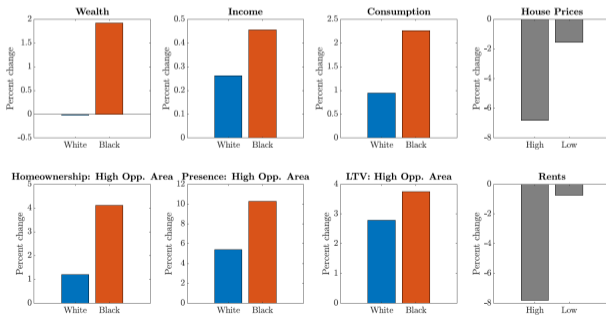 Wealth
Percent change
2
1.5
1
0.5
0
-0.5
White Black
Income
Percent change
0.5
0.4
0.3
0.2
0.1
0
White Black
Consumption
Percent change
2.5
2
1.5
1
0.5
0
White Black
House Prices
Percent change
0
-2
-4
-6
-8
High Low
Homeownership: High Opp. Area
Percent change
5
4
3
2
1
0
White Black
Presence: High Opp. Area
Percent change
12
10
8
6
4
2
0
White Black
LTV: High Opp. Area
Percent change
4
3
2
1
0
White Black
Rents
Percent change
0
-2
-4
-6
-8
High Low